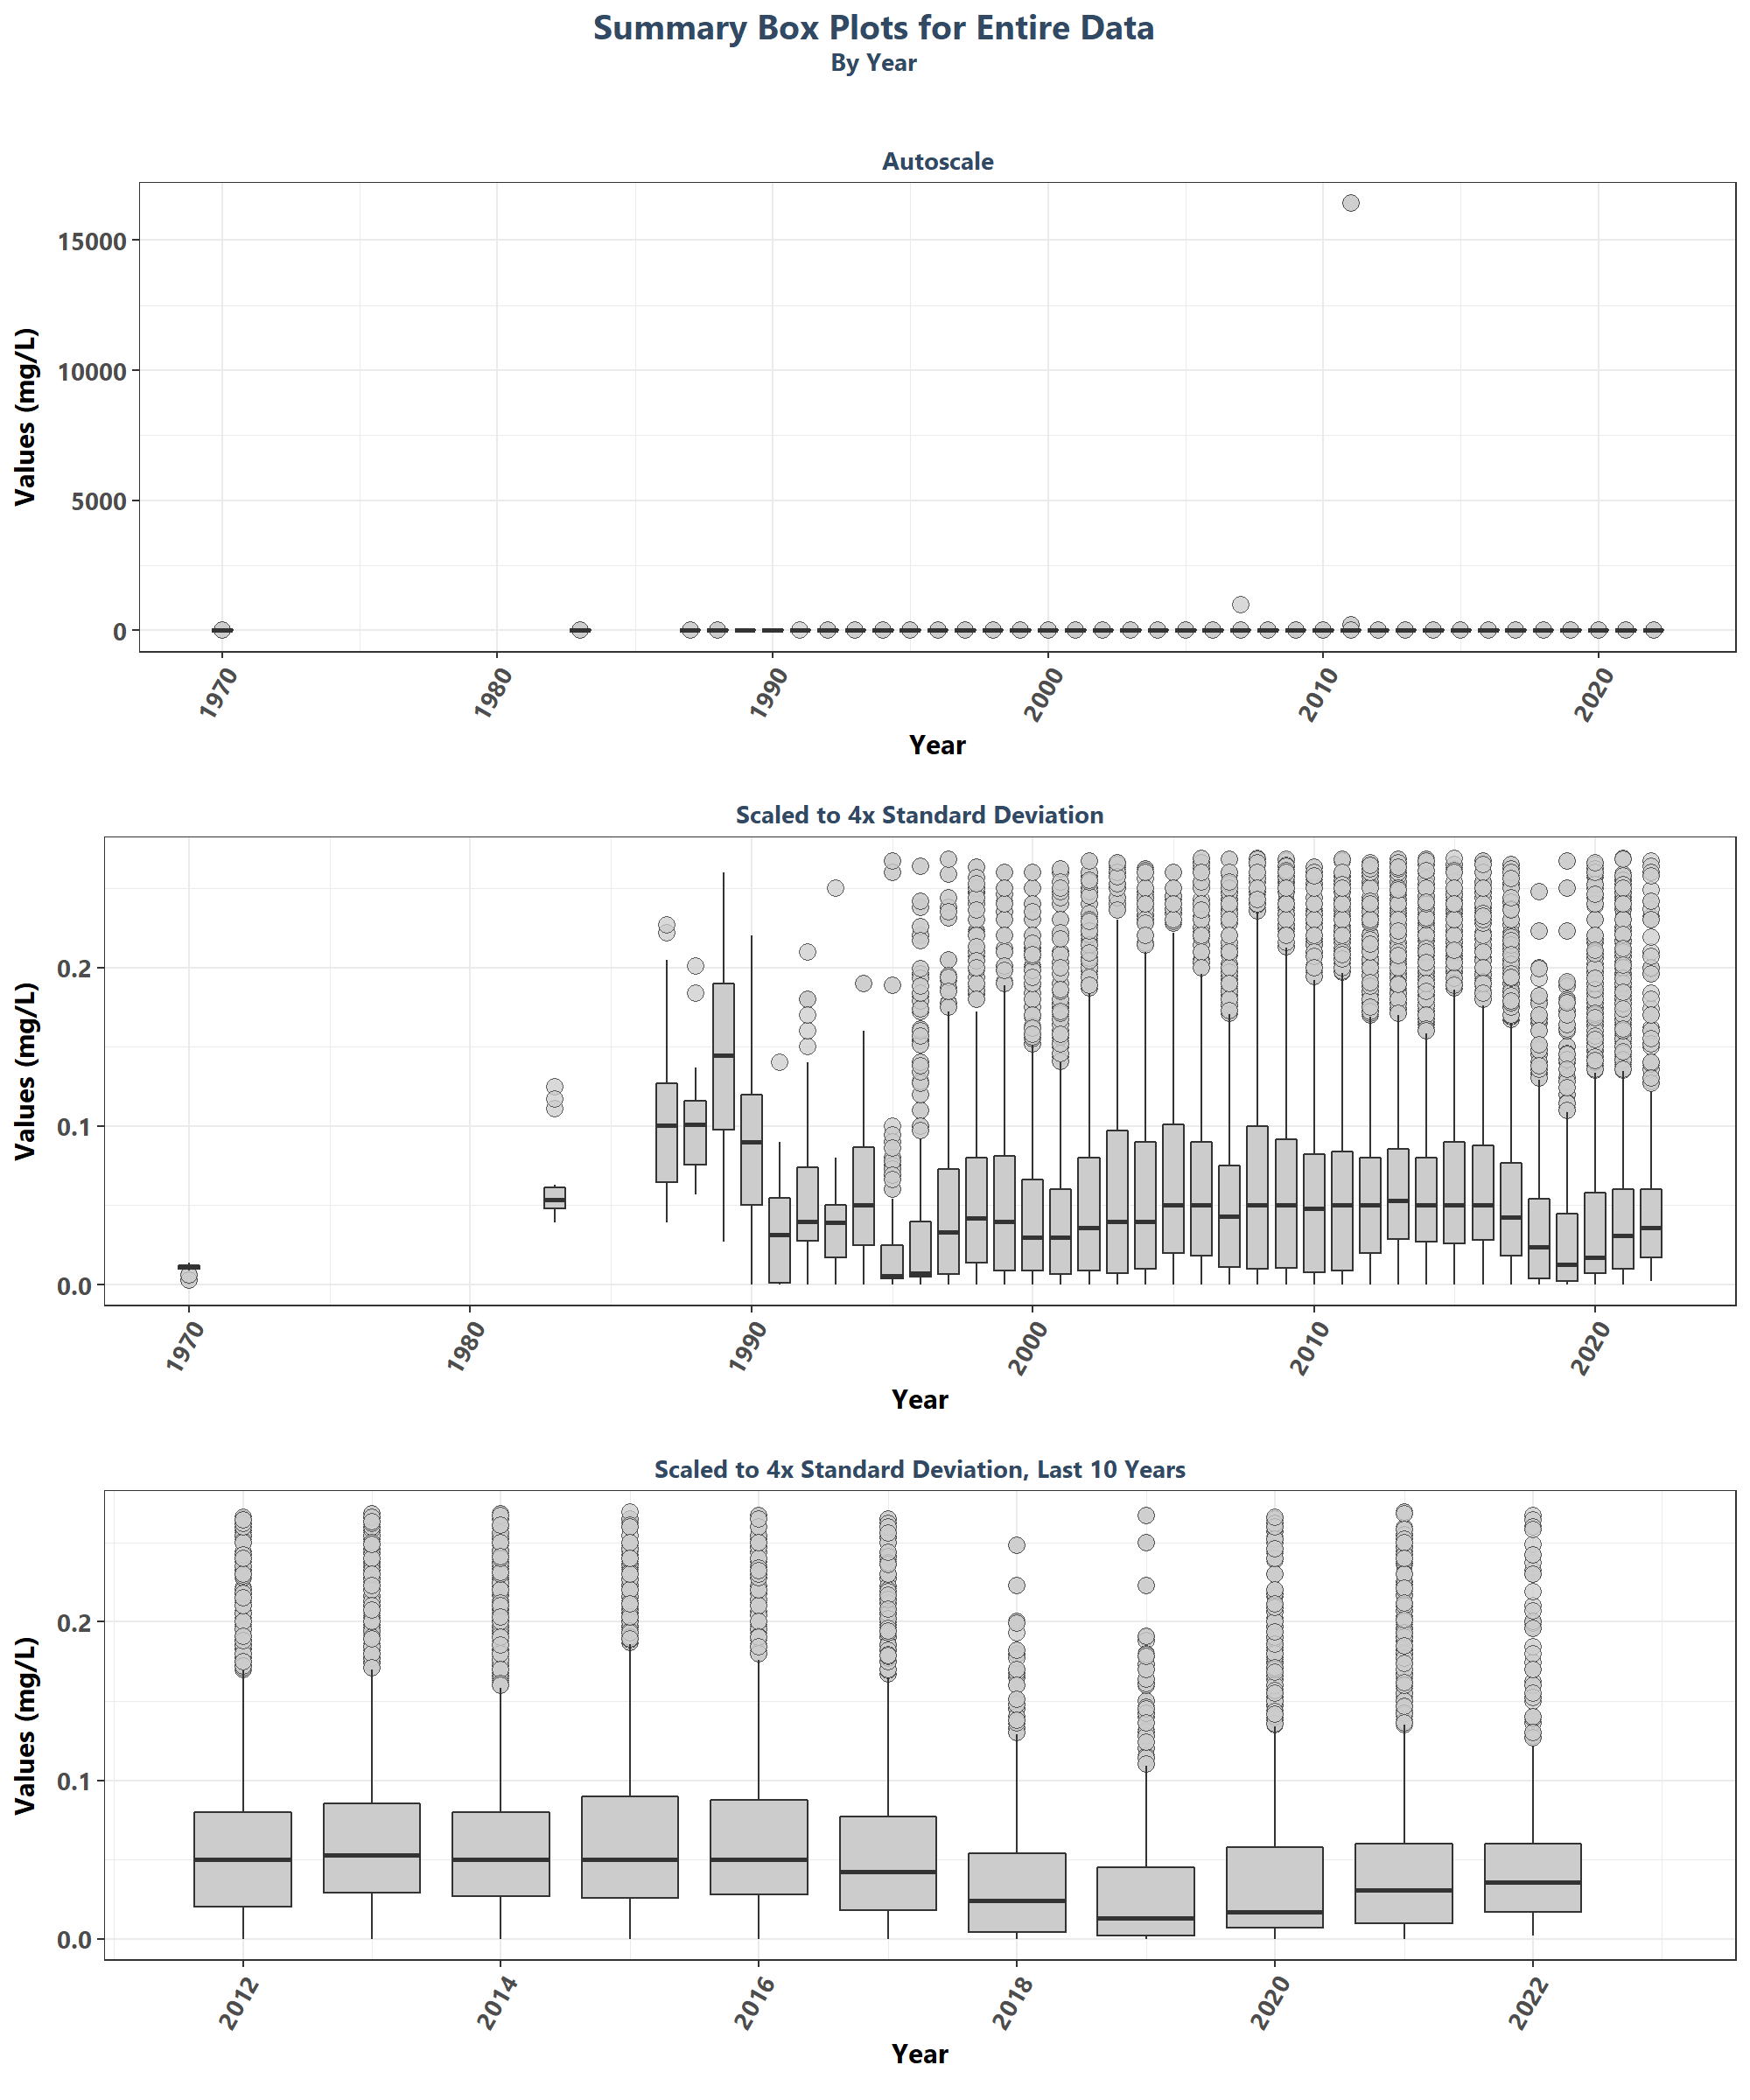 Summary Box Plots for Entire Data
By Year
Autoscale
Values (mg/L)
15000
10000
5000
0
1970
1980
1990
2000
2010
2020
Year
Scaled to 4x Standard Deviation
Values (mg/L)
0.2
0.1
0.0
1970
1980
1990
2000
2010
2020
Year
Scaled to 4x Standard Deviation, Last 10 Years
Values (mg/L)
0.2
0.1
0.0
2012
2014
2016
2018
2020
2022
Year